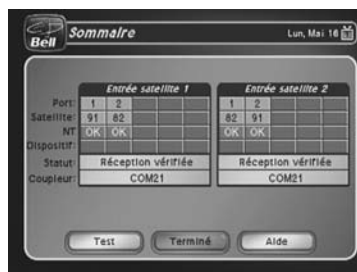 Bell
Sommaire
Lun, Mai 16
Entrée satellite 1
Entrée satellite 2
Port: 1 2 1 2
Satellite: 91 82 82 91
NT OK OK OK OK
Dispositif:
Statut: Réception vérifiée Réception vérifiée
Coupleur: COM21 COM21
Test Terminé Aide